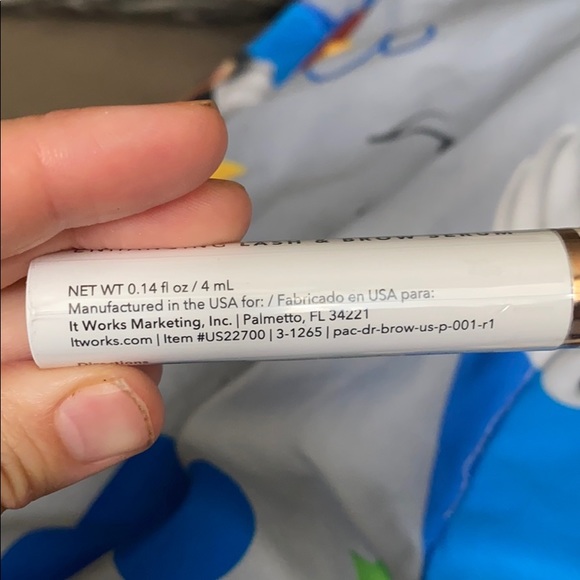 LASH & BROW SERUM
NET WT 0.14 fl oz / 4 mL
Manufactured in the USA for: / Fabricado en USA para:
It Works Marketing, Inc. | Palmetto, FL 34221
Itworks.com | Item #US22700 | 3-1265 | pac-dr-brow-us-p-001-r1
Directions